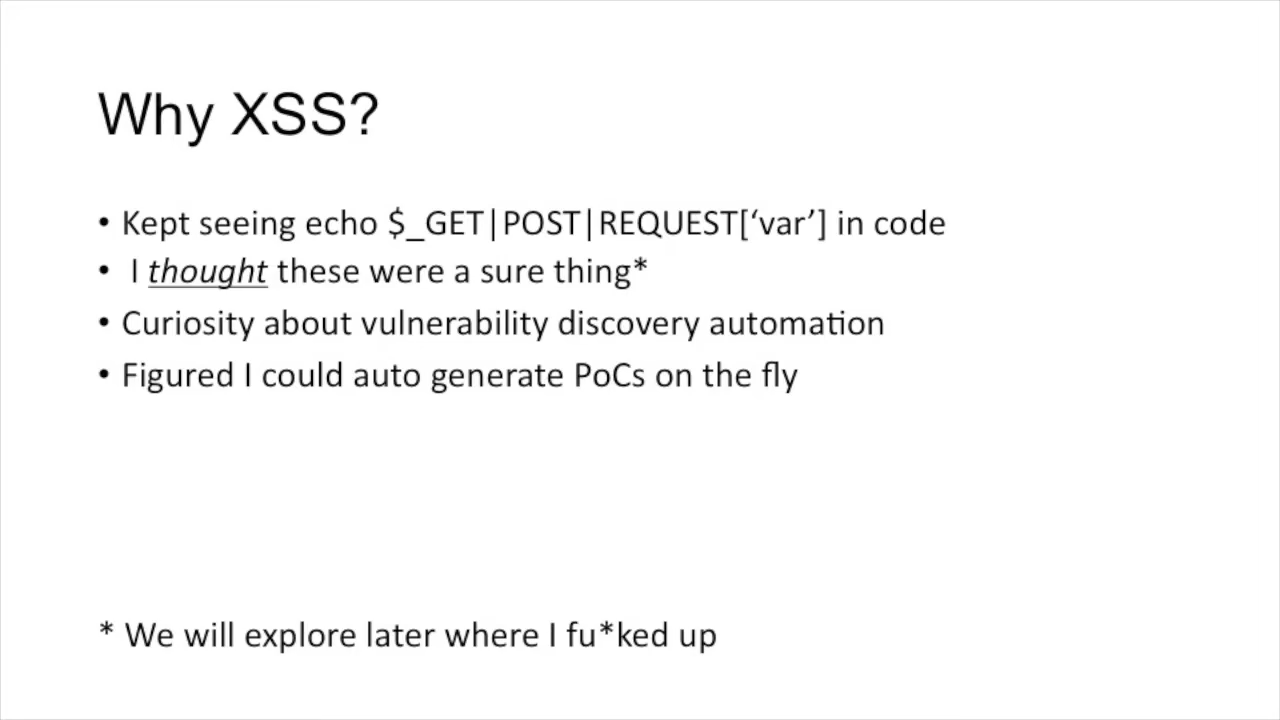 Why XSS?
• Kept seeing echo $_GET|POST|REQUEST[‘var’] in code
• I thought these were a sure thing*
• Curiosity about vulnerability discovery automation
• Figured I could auto generate PoCs on the fly
* We will explore later where I fu*ked up